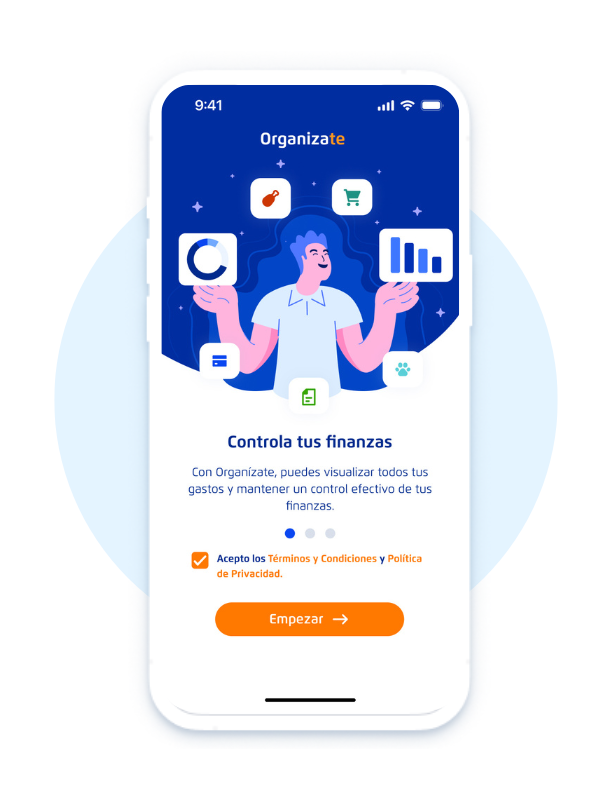 9:41
Organizate
Controla tus finanzas
Con Organízate, puedes visualizar todos tus
gastos y mantener un control efectivo de tus
finanzas.
Acepto los Términos y Condiciones y Política
de Privacidad.
Empezar →